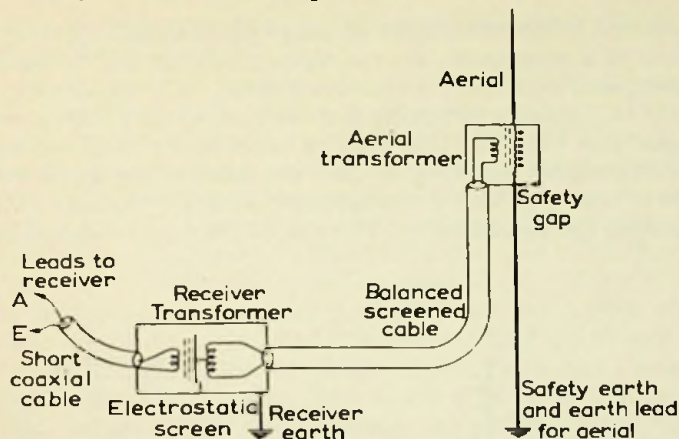 Aerial
Aerial
transformer
Safety
gap
Leads to
receiver
A
E
Receiver
Transformer
Balanced
screened
cable
Short
coaxial
cable
Electrostatic
screen
Receiver
earth
Safety earth
and earth lead
for aerial